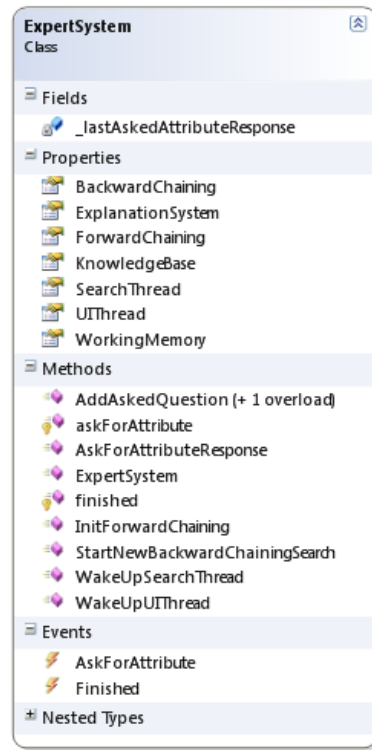 ExpertSystem
Class
Fields
_lastAskedAttributeResponse
Properties
BackwardChaining
ExplanationSystem
ForwardChaining
KnowledgeBase
SearchThread
UIThread
WorkingMemory
Methods
AddAskedQuestion (+ 1 overload)
askForAttribute
AskForAttributeResponse
ExpertSystem
finished
InitForwardChaining
StartNewBackwardChainingSearch
WakeUpSearchThread
WakeUpUIThread
Events
AskForAttribute
Finished
Nested Types